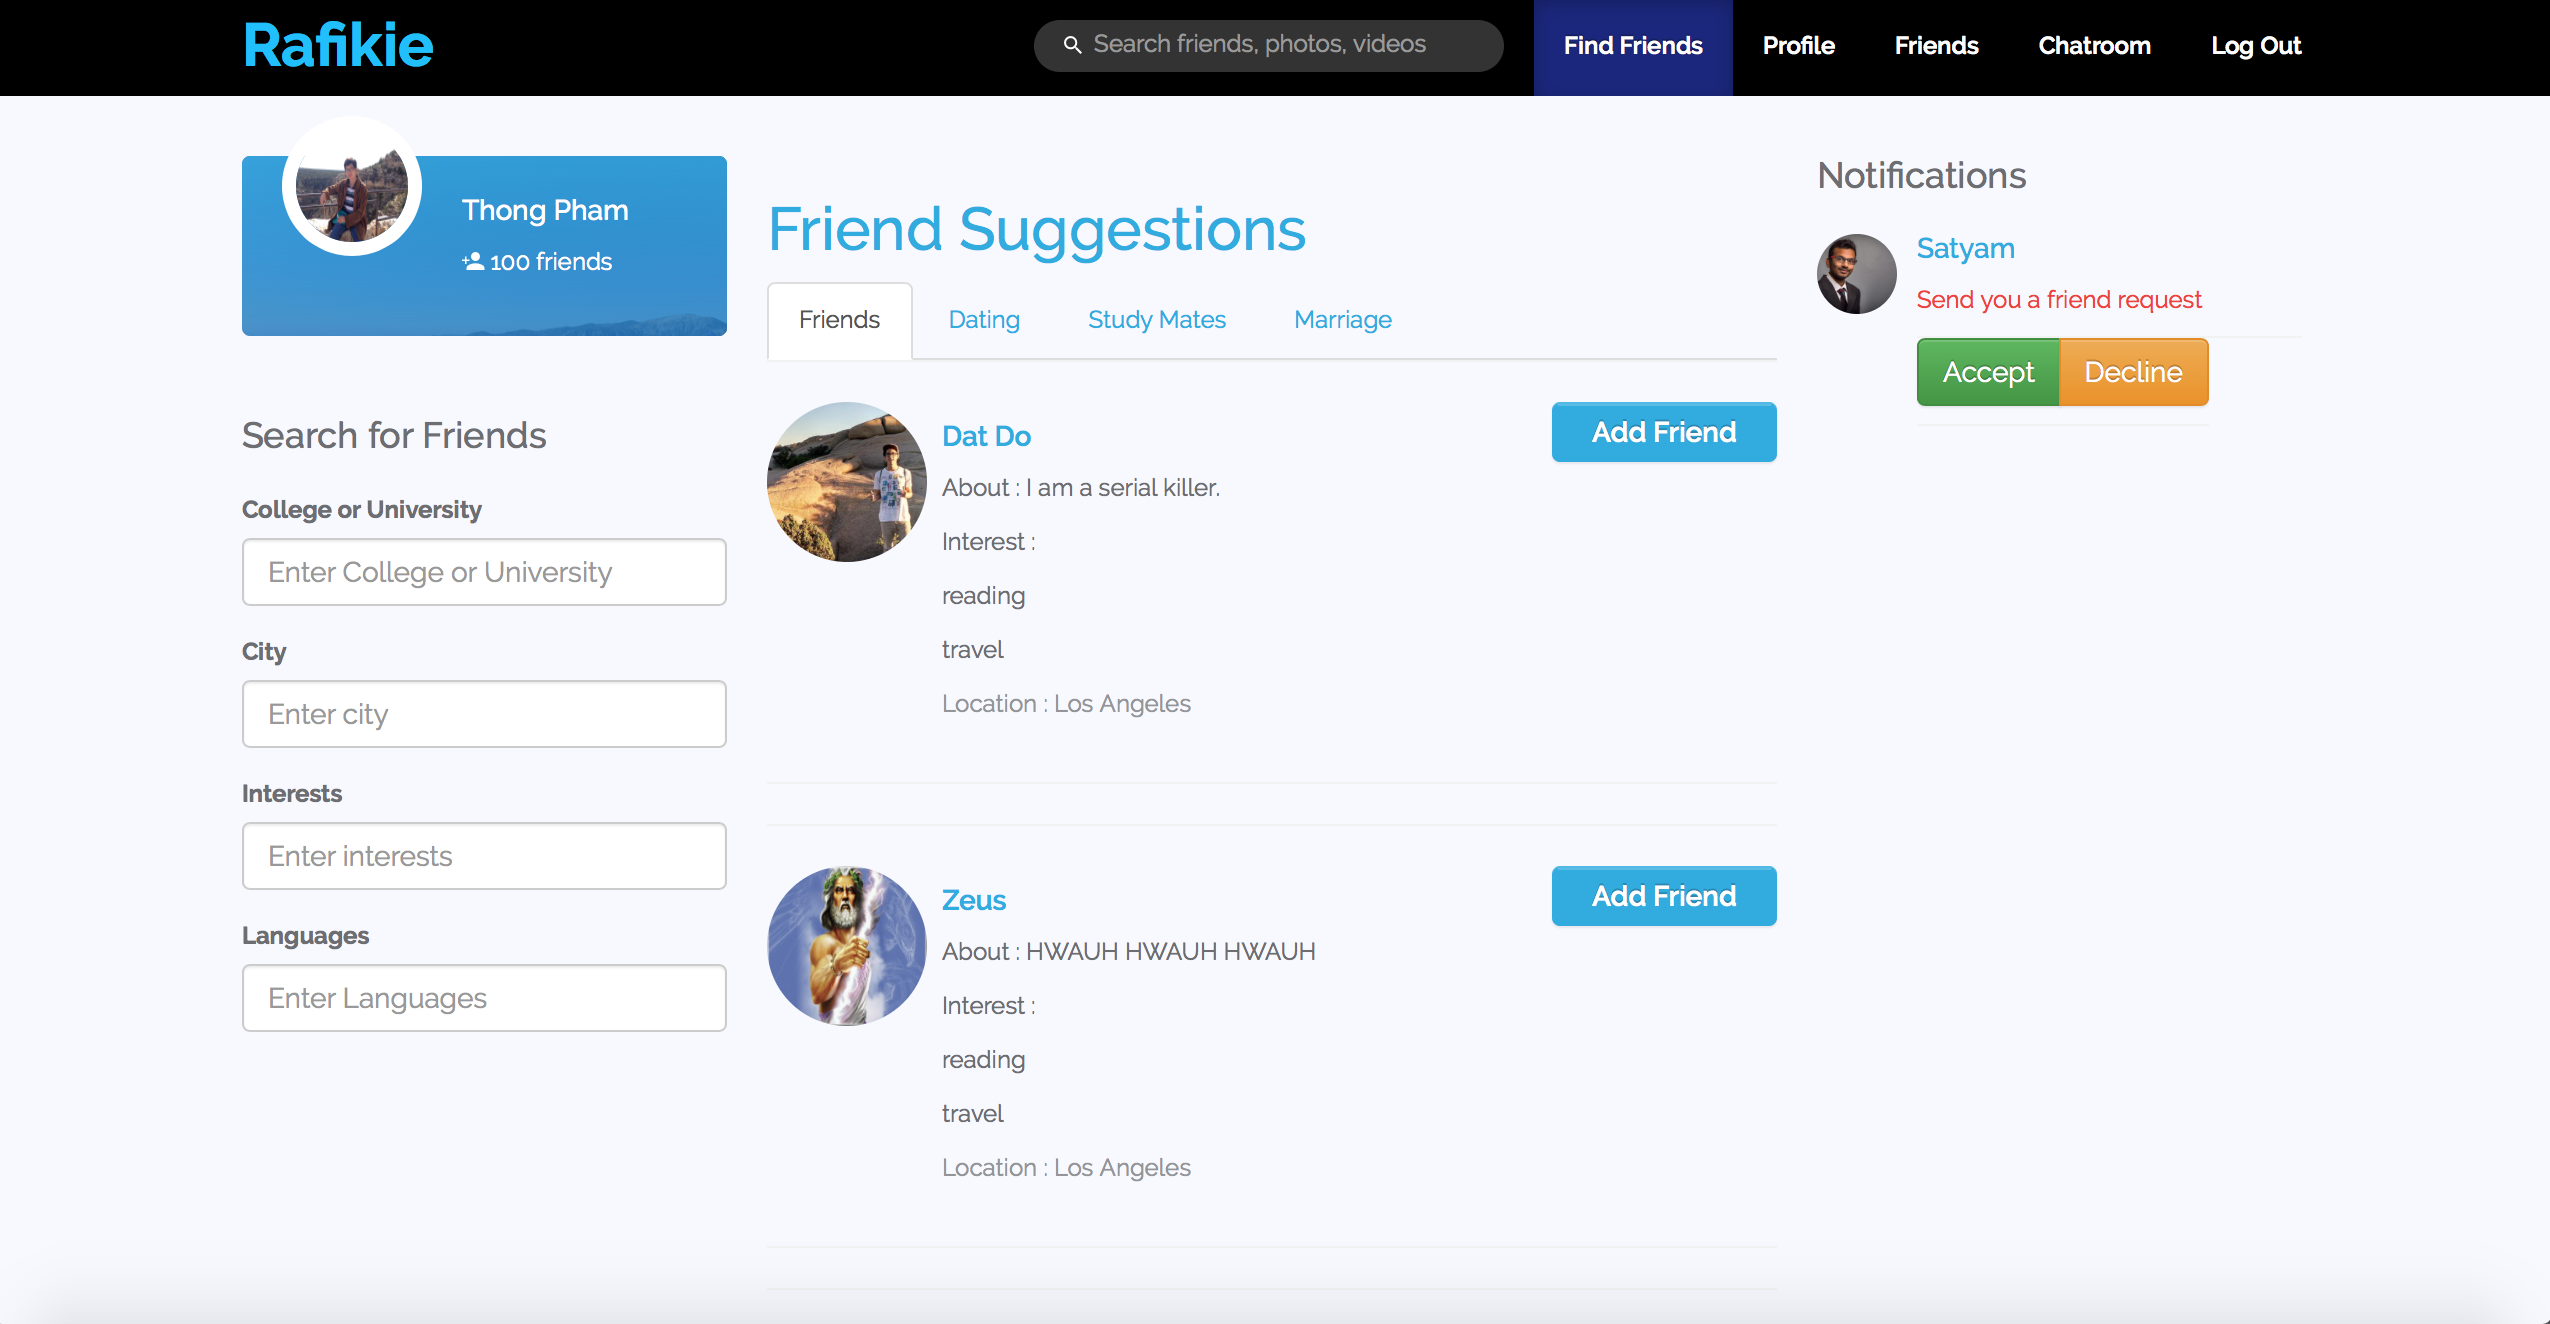 Rafikie
Search friends, photos, videos
Find Friends
Profile
Friends
Chatroom
Log Out
Thong Pham
100 friends
Search for Friends
College or University
Enter College or University
City
Enter city
Interests
Enter interests
Languages
Enter Languages
Friend Suggestions
Friends
Dating
Study Mates
Marriage
Dat Do
Add Friend
About : I am a serial killer.
Interest :
reading
travel
Location : Los Angeles
Zeus
Add Friend
About : HWAUH HWAUH HWAUH
Interest :
reading
travel
Location : Los Angeles
Notifications
Satyam
Send you a friend request
Accept
Decline